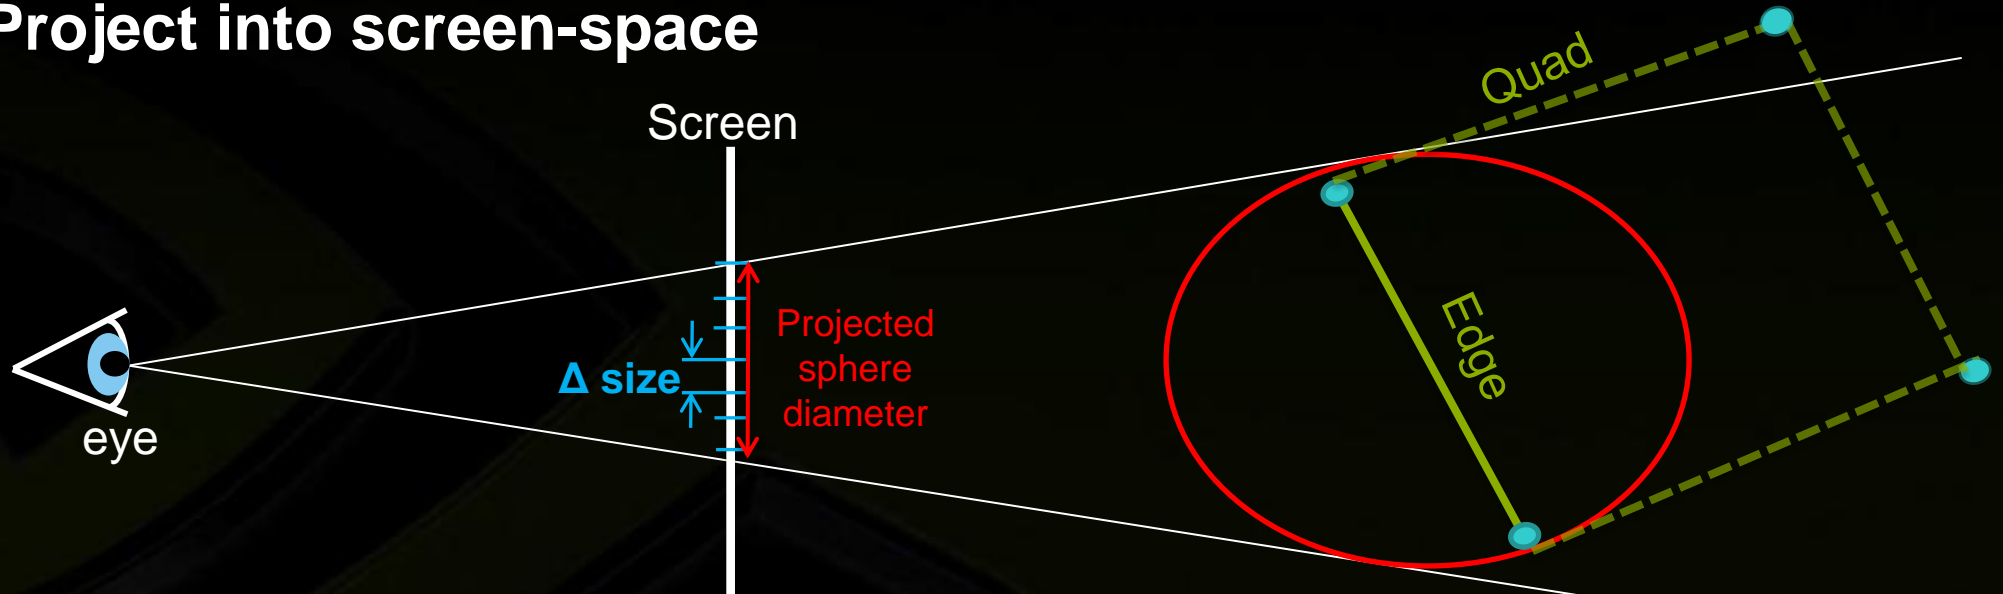 Project into screen-space
Quad
Screen
Edge
Projected
sphere
diameter
Δ size
eye